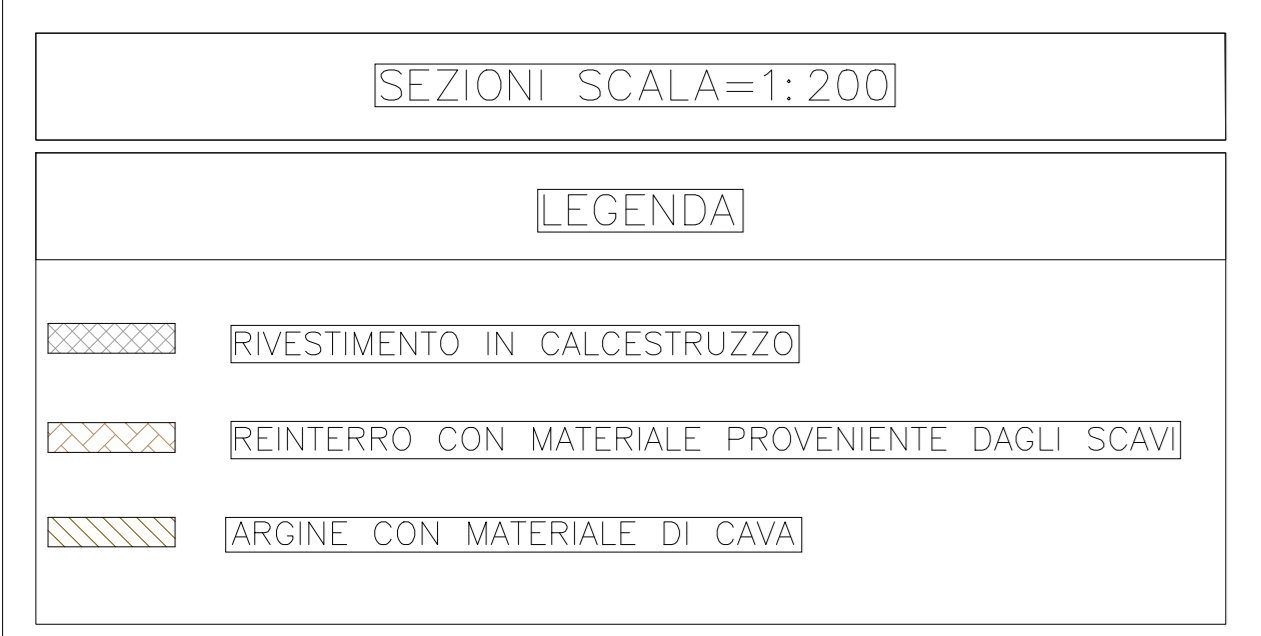 SEZIONI SCALA=1:200
LEGENDA
RIVESTIMENTO IN CALCESTRUZZO
REINTERRO CON MATERIALE PROVENIENTE DAGLI SCAVI
ARGINE CON MATERIALE DI CAVA